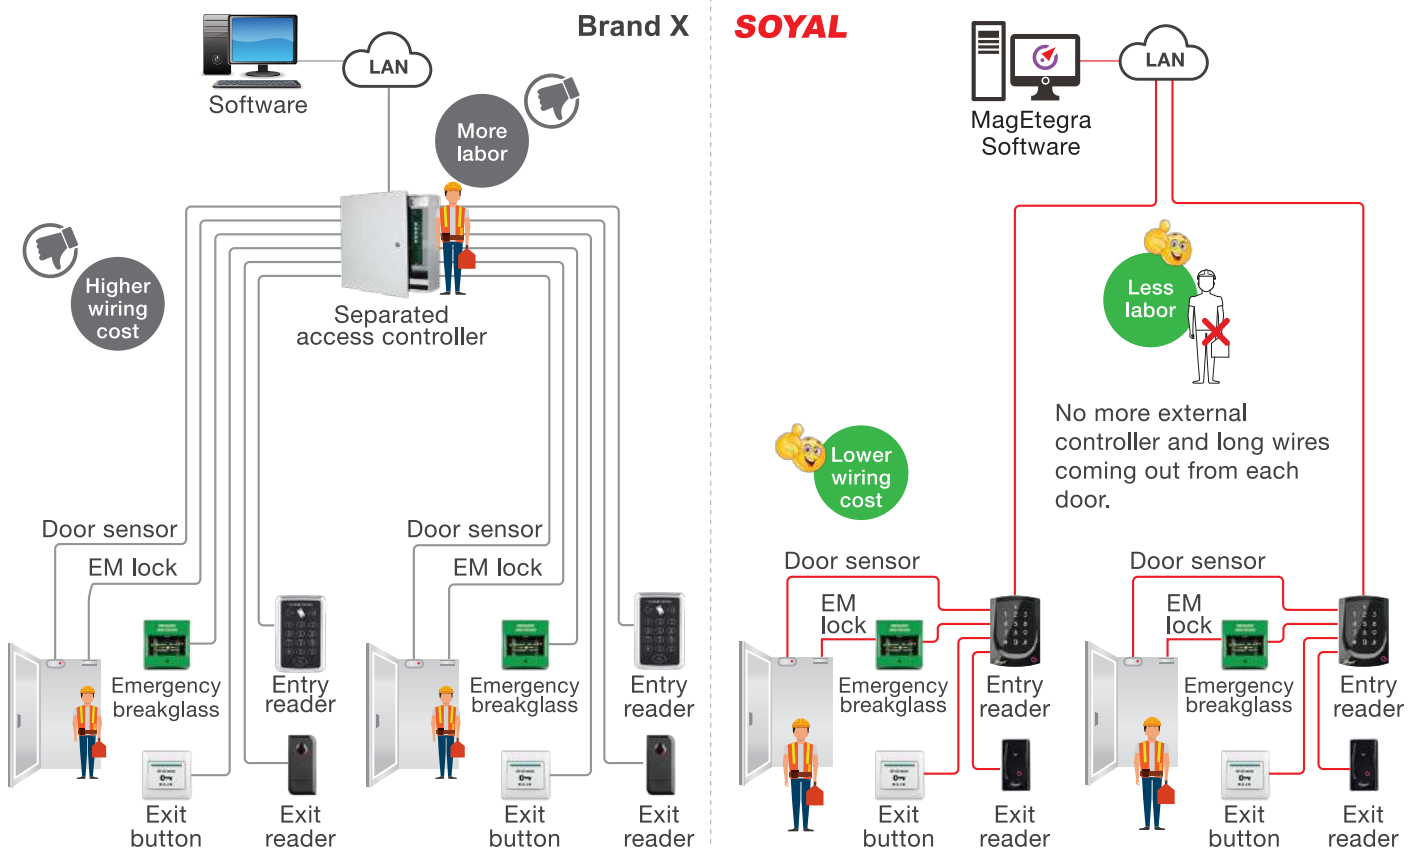 Brand X
LAN
Software
More
labor
Higher
wiring
cost
Separated
access controller
Door sensor
EM lock
Emergency
breakglass
Entry
reader
Exit
button
Exit
reader
Door sensor
EM lock
Emergency
breakglass
Entry
reader
Exit
button
Exit
reader
SOYAL
LAN
MagEtegra
Software
Less
labor
No more external
controller and long wires
coming out from each
door.
Lower
wiring
cost
Door sensor
EM
lock
Emergency
breakglass
Entry
reader
Exit
button
Exit
reader
Door sensor
EM
lock
Emergency
breakglass
Entry
reader
Exit
button
Exit
reader